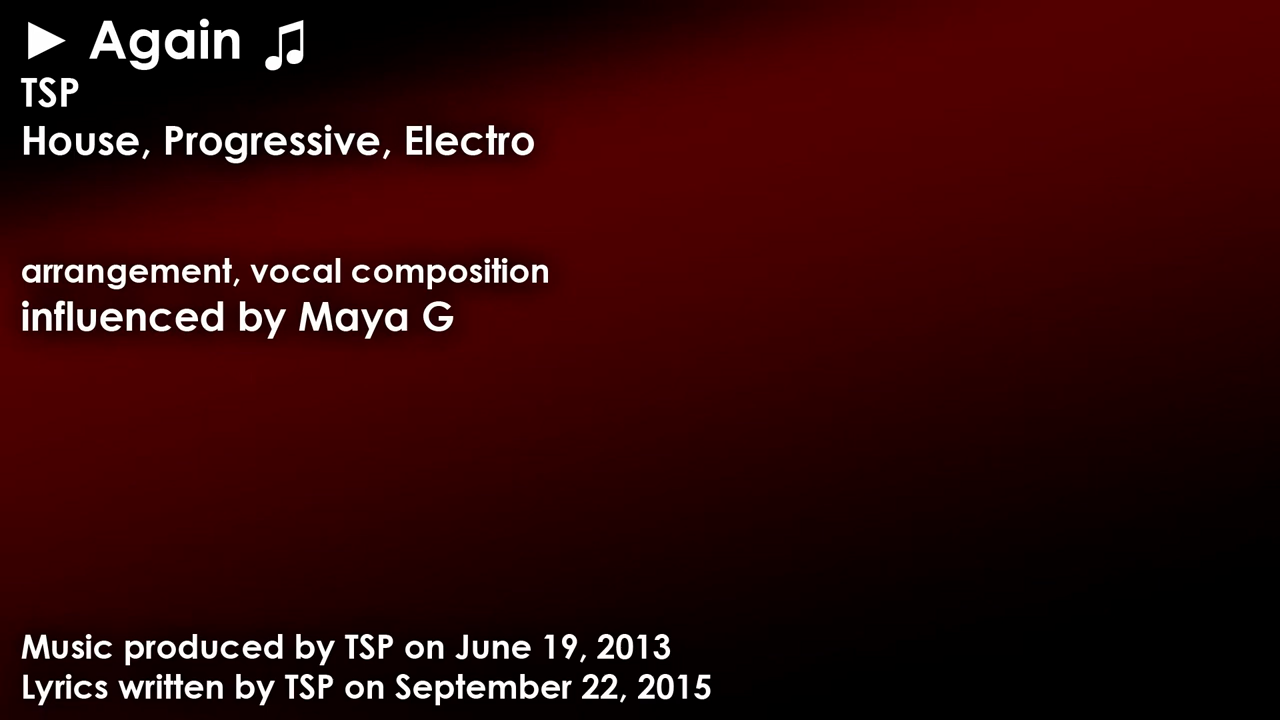 ► Again ♫
TSP
House, Progressive, Electro
arrangement, vocal composition
influenced by Maya G
Music produced by TSP on June 19, 2013
Lyrics written by TSP on September 22, 2015